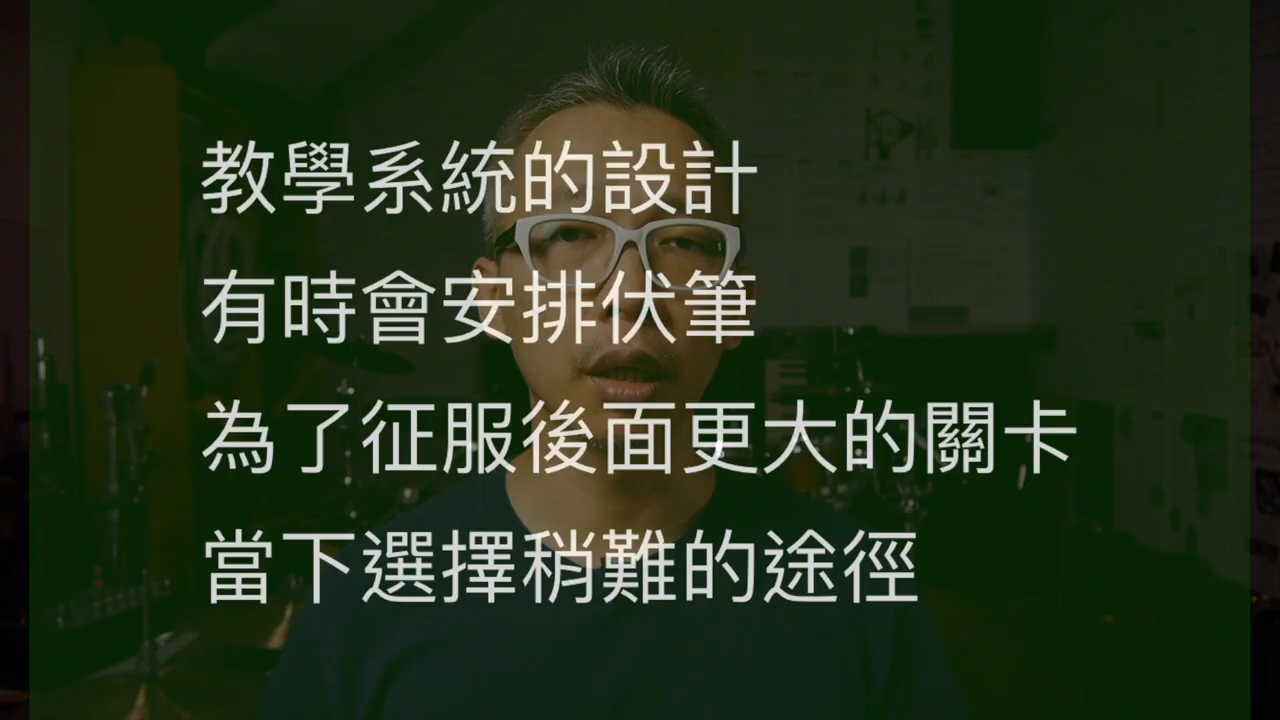 教學系統的設計
有時會安排伏筆
為了征服後面更大的關卡
當下選擇稍難的途徑